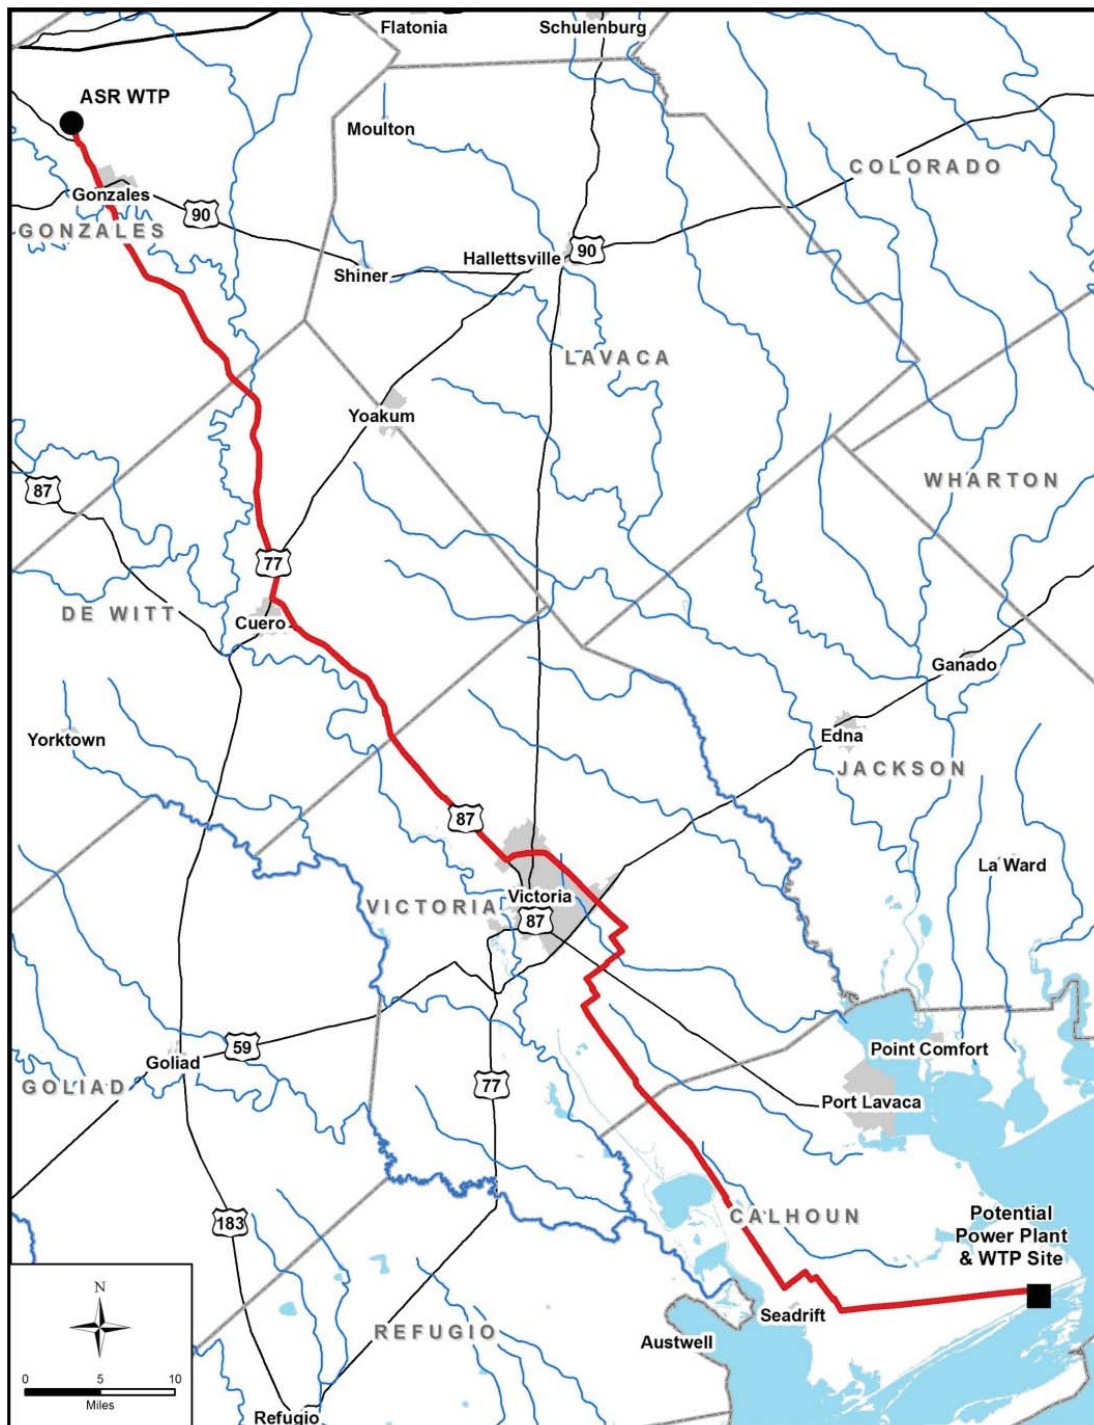 Flatonia
Schulenburg
ASR WTP
Moulton
COLORADO
Gonzales
90
GONZALES
Hallettsville
90
Shiner
LAVACA
Yoakum
87
WHARTON
77
DE WITT
Cuero
Ganado
Yorktown
Edna
JACKSON
87
La Ward
Victoria
VICTORIA
87
59
Goliad
Point Comfort
GOLIAD
77
Port Lavaca
183
CALHOUN
Potential
Power Plant
& WTP Site
N
Seadrift
REFUGIO
Austwell
0 5 10
Miles
Refugio